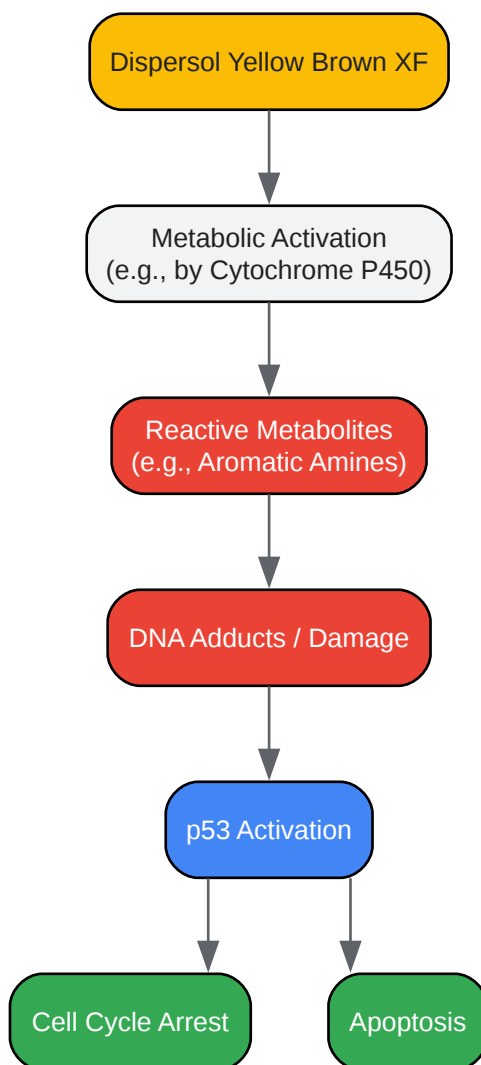 Dispersol Yellow Brown XF
Metabolic Activation
(e.g., by Cytochrome P450)
Reactive Metabolites
(e.g., Aromatic Amines)
DNA Adducts / Damage
p53 Activation
Cell Cycle Arrest
Apoptosis